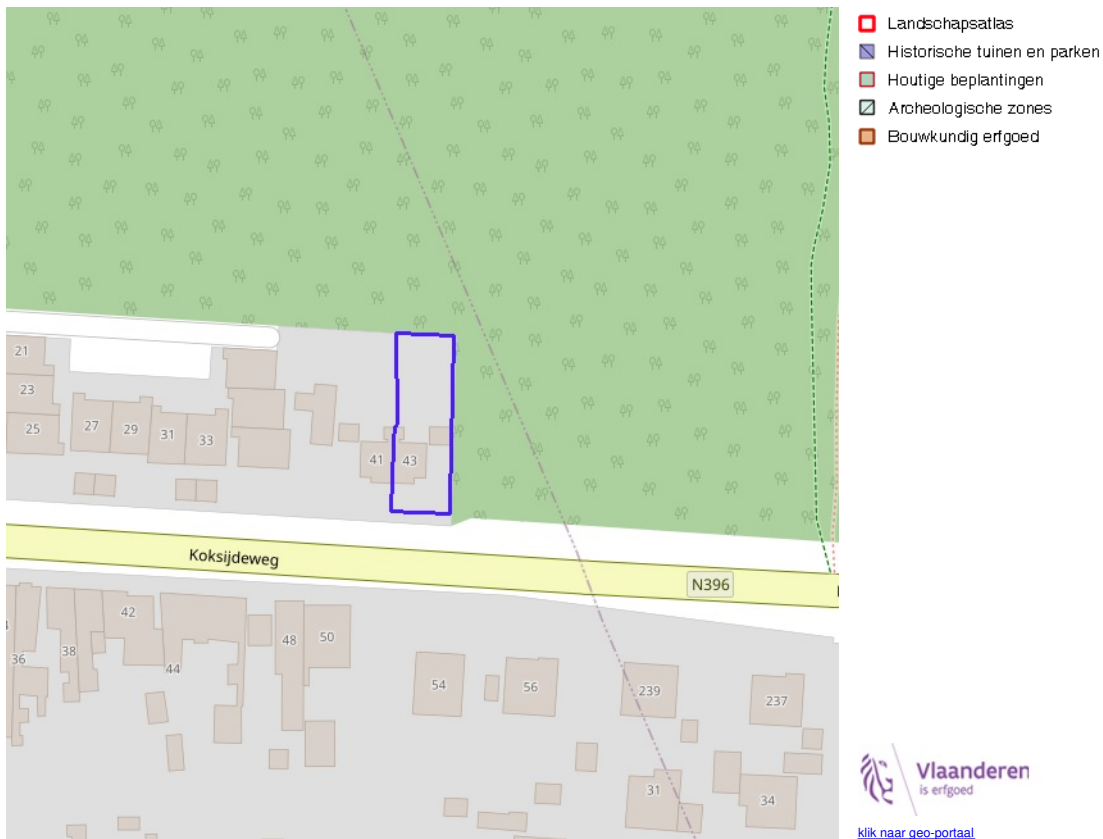 Landschapsatlas
Historische tuinen en parken
Houtige beplantingen
Archeologische zones
Bouwkundig erfgoed
21
23
25
27
29
31
33
41
43
Koksijdeweg
N396
36
38
42
44
48
50
54
56
239
237
31
34
Vlaanderen
is erfgoed
klik naar geo-portaal